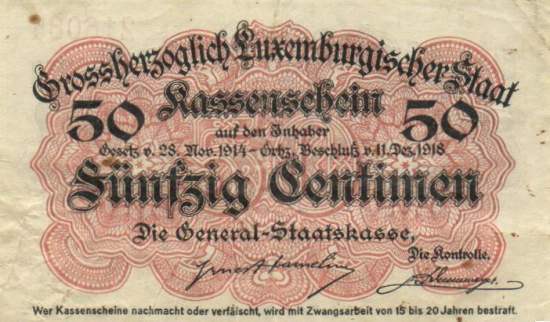 Grossherzoglich Luxemburgischer Staat
Kassenschein
50 50
auf den Inhaber
Gesetz v. 28. Nov. 1914 - Grhz. Beschluß v. 11. Dez. 1918
Fünfzig Centimen
Die General-Staatskasse,
Die Kontrolle.
Wer Kassenscheine nachmacht oder verfälscht, wird mit Zwangsarbeit von 15 bis 20 Jahren bestraft.